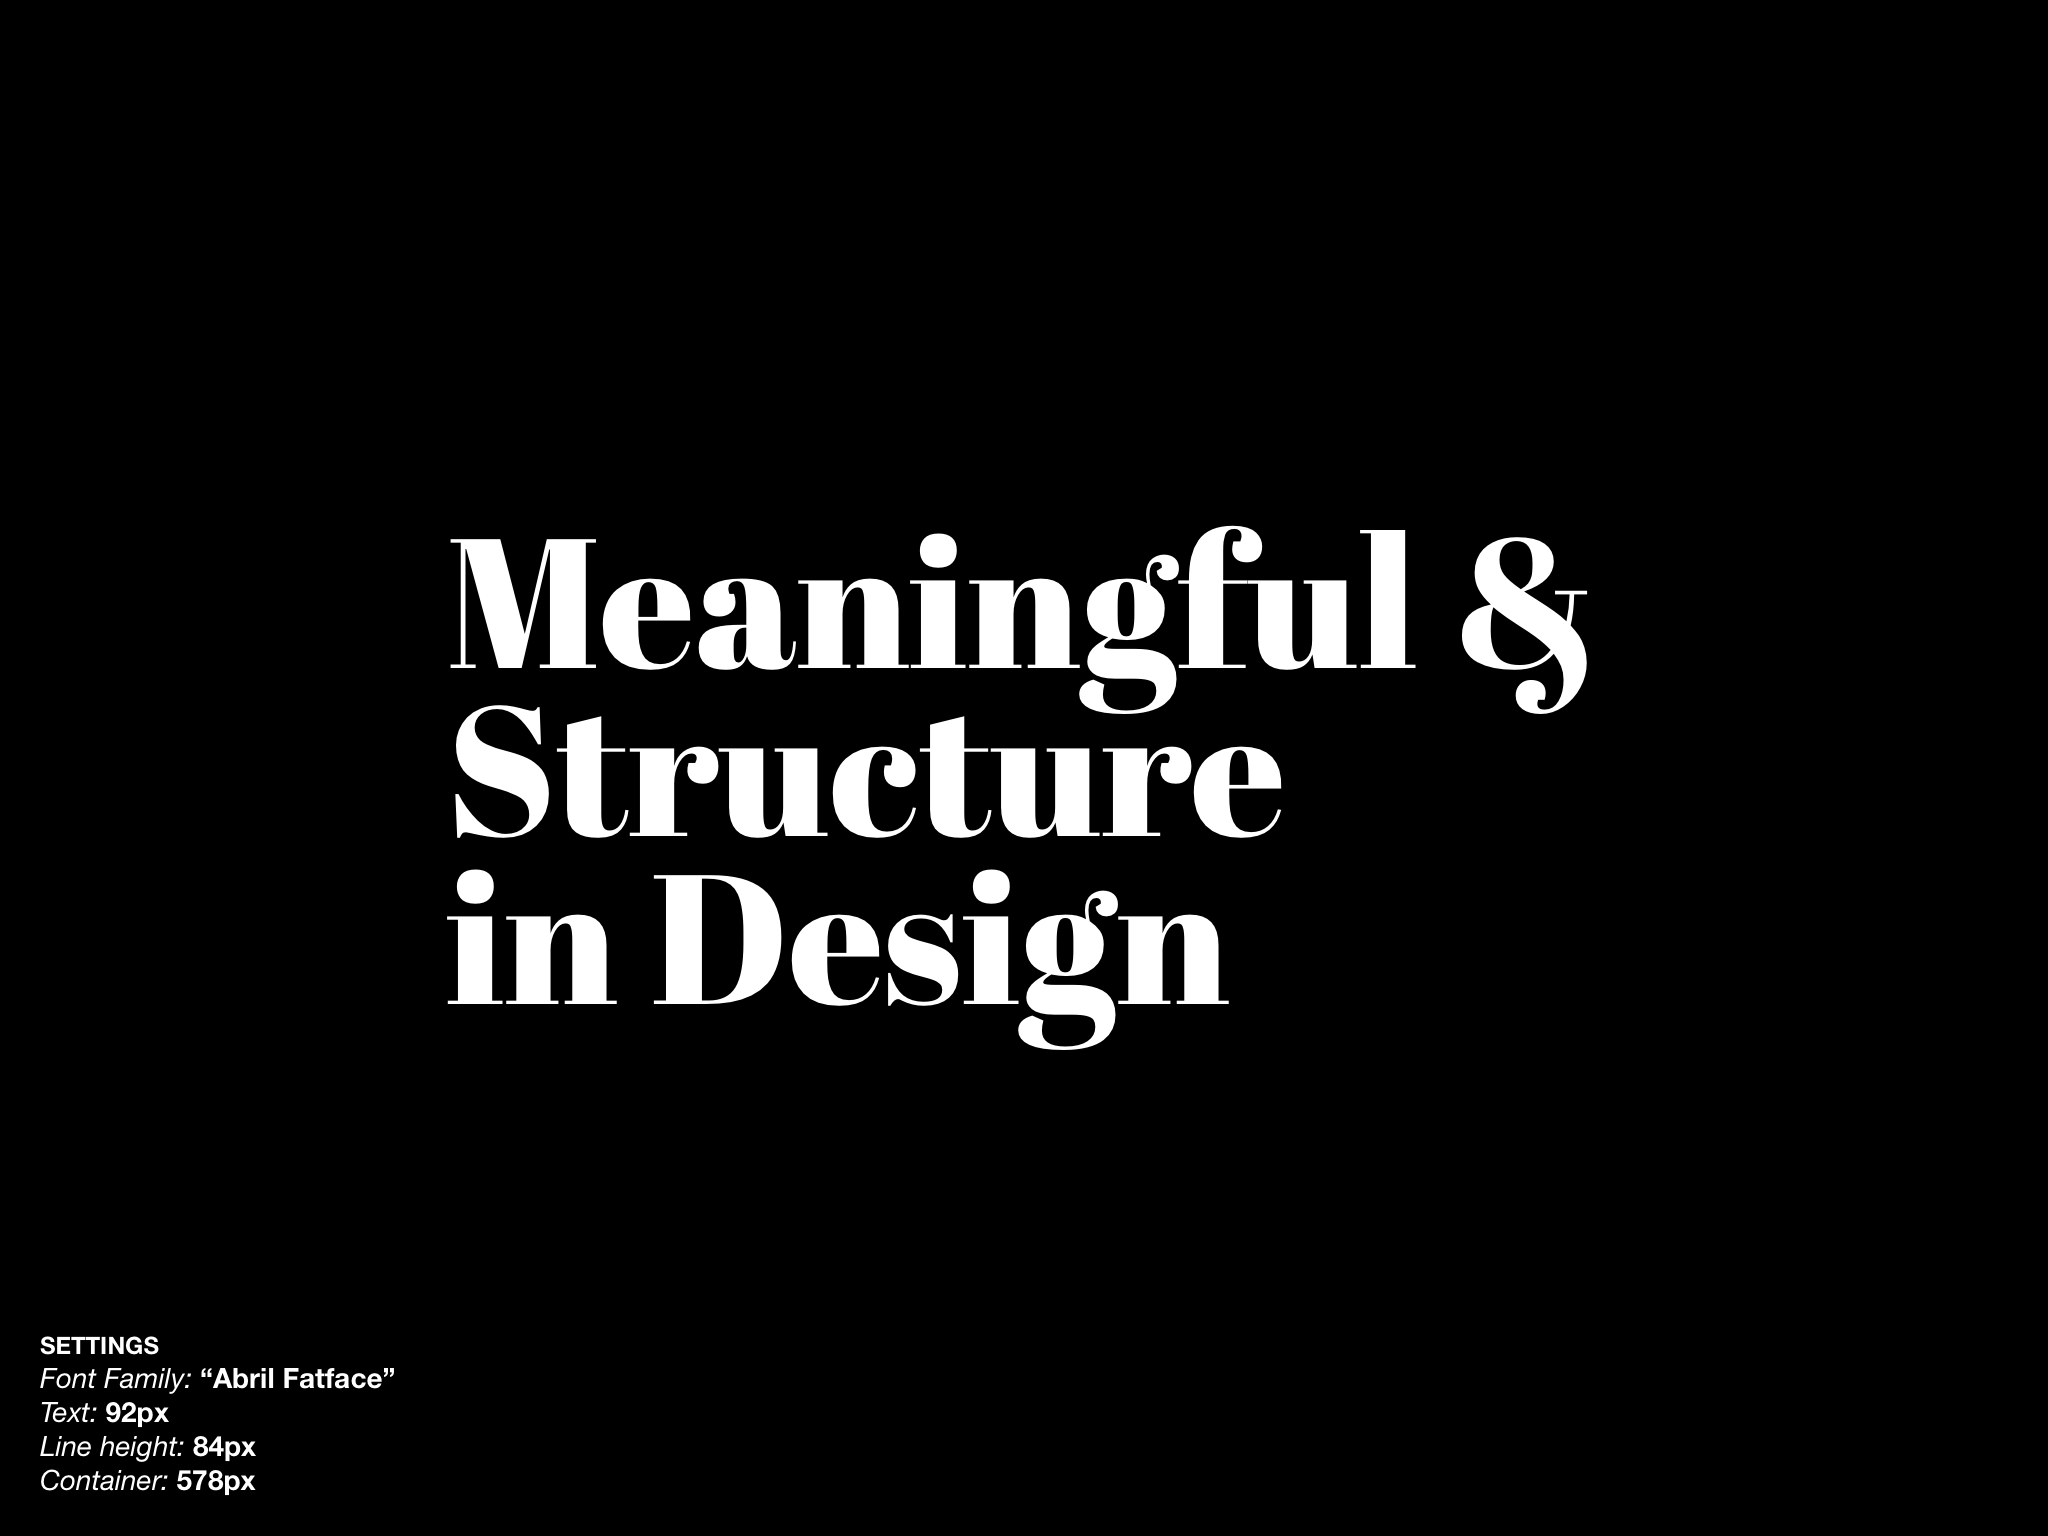 Meaningful &
Structure
in Design
SETTINGS
Font Family: “Abril Fatface”
Text: 92px
Line height: 84px
Container: 578px